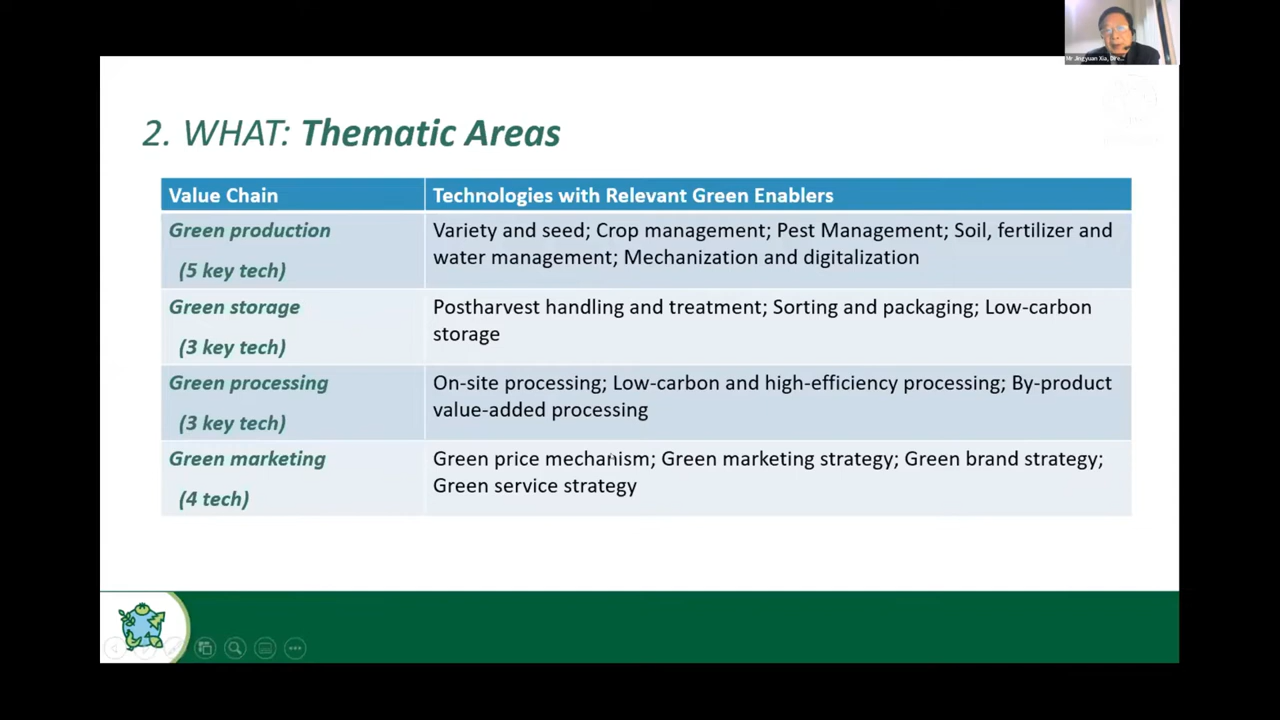 Mr Jingyuan Xia, Dire...
2. WHAT: Thematic Areas
Value Chain
Technologies with Relevant Green Enablers
Green production
(5 key tech)
Variety and seed; Crop management; Pest Management; Soil, fertilizer and
water management; Mechanization and digitalization
Green storage
(3 key tech)
Postharvest handling and treatment; Sorting and packaging; Low-carbon
storage
Green processing
(3 key tech)
On-site processing; Low-carbon and high-efficiency processing; By-product
value-added processing
Green marketing
(4 tech)
Green price mechanism; Green marketing strategy; Green brand strategy;
Green service strategy